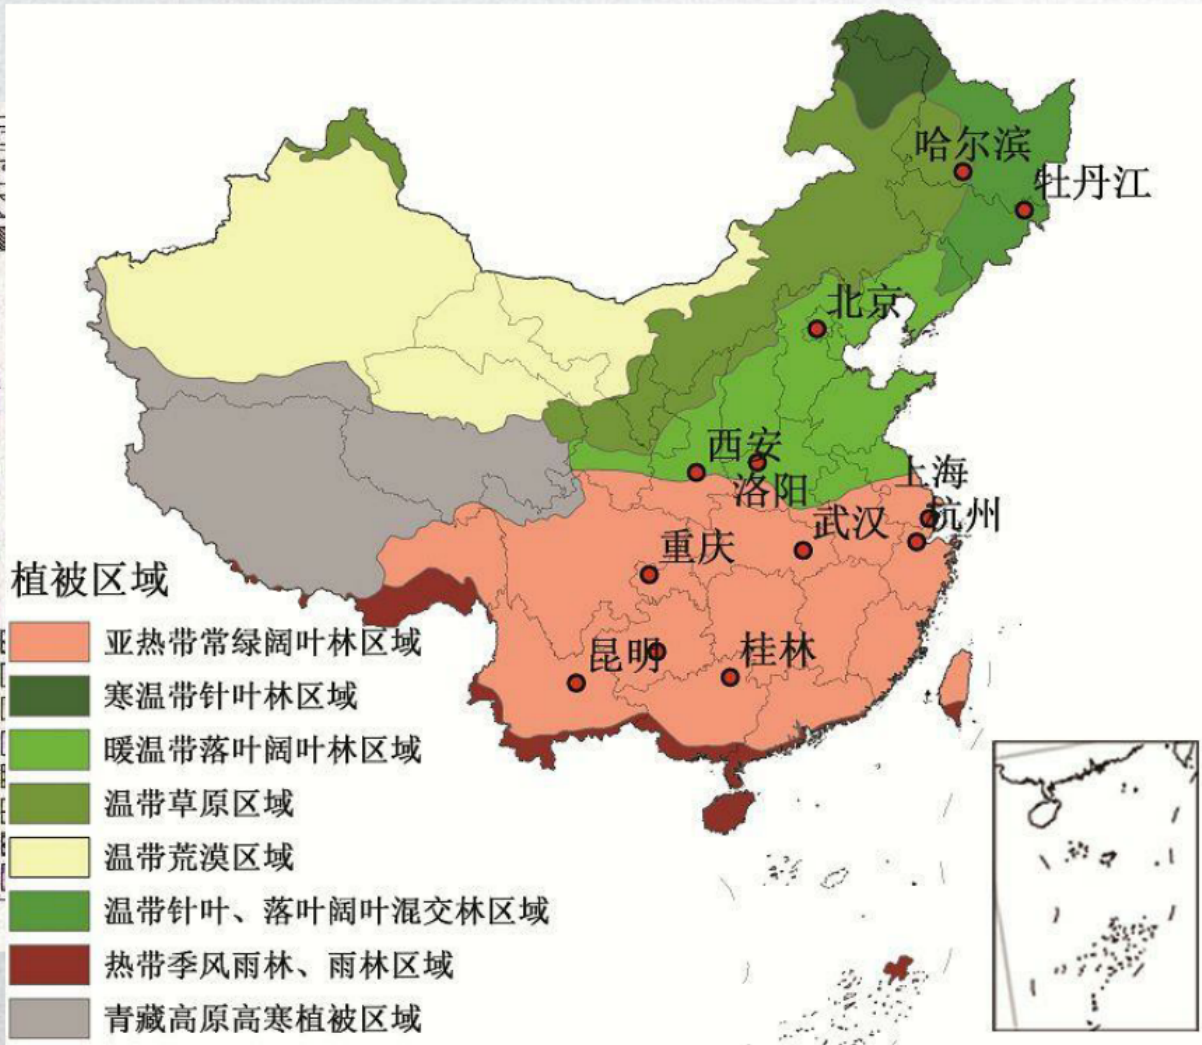 哈尔滨
牡丹江
北京
西安
洛阳
上海
杭州
武汉
重庆
昆明
桂林
植被区域
亚热带常绿阔叶林区域
寒温带针叶林区域
暖温带落叶阔叶林区域
温带草原区域
温带荒漠区域
温带针叶、落叶阔叶混交林区域
热带季风雨林、雨林区域
青藏高原高寒植被区域